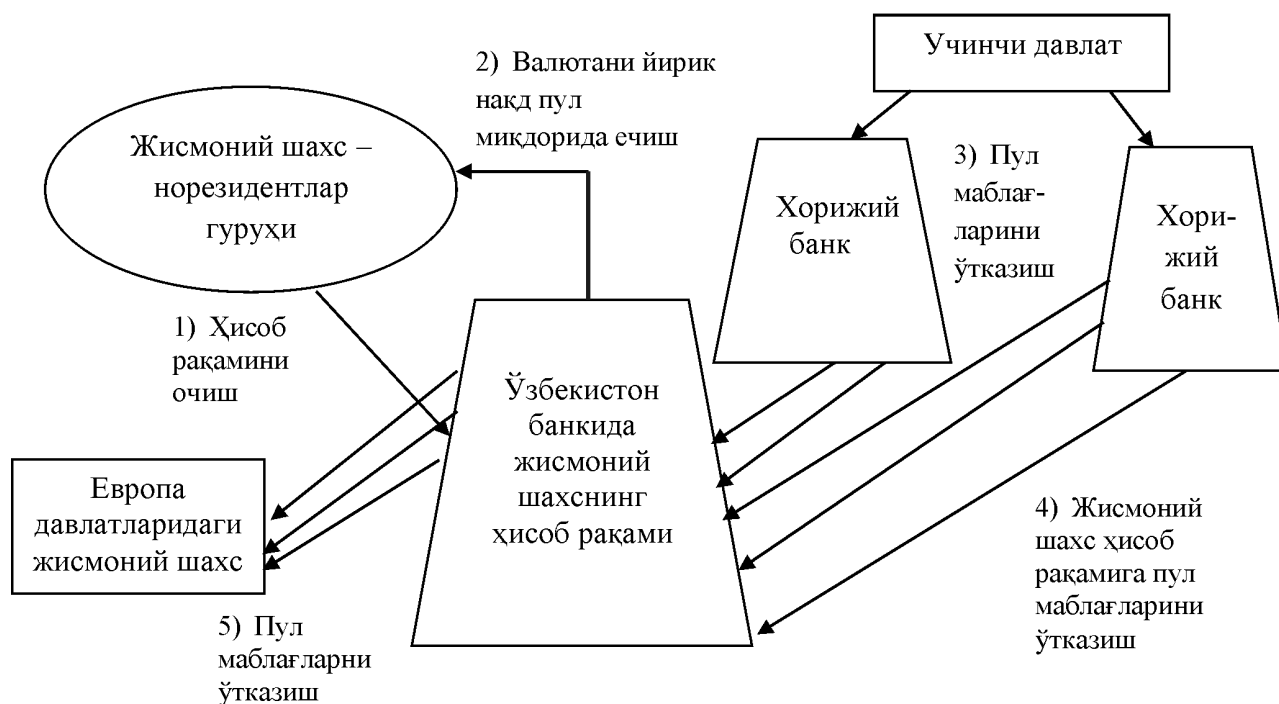 Учинчи давлат
2) Валютани йирик
нақд пул
миқдорида ечиш
Жисмоний шахс –
норезидентлар
гуруҳи
3) Пул
маблағ-
ларини
ўтказиш
Хорижий
банк
Хори-
жий
банк
1) Ҳисоб
рақамини
очиш
Ўзбекистон
банкида
жисмоний
шахснинг
ҳисоб рақами
Европа
давлатларидаги
жисмоний шахс
4) Жисмоний
шахс ҳисоб
рақамига пул
маблағларини
ўтказиш
5) Пул
маблағларни
ўтказиш